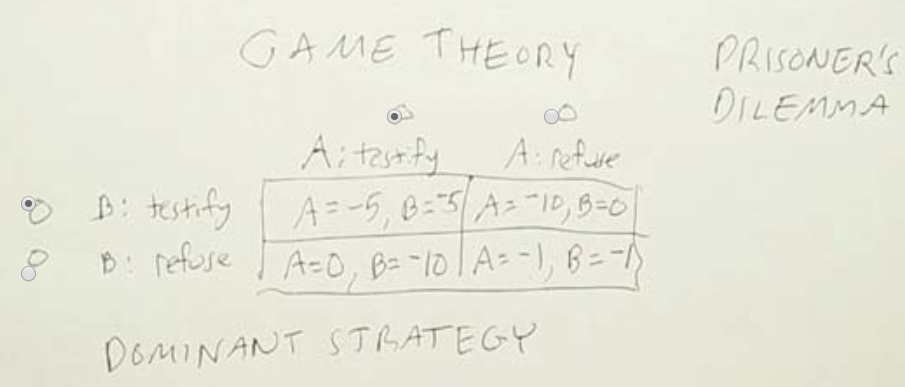 GAME THEORY
PRISONER'S
DILEMMA
A: testify A: refuse
B: testify A=-5, B=-5 A=-10, B=0
B: refuse A=0, B=-10 A=-1, B=-1
DOMINANT STRATEGY